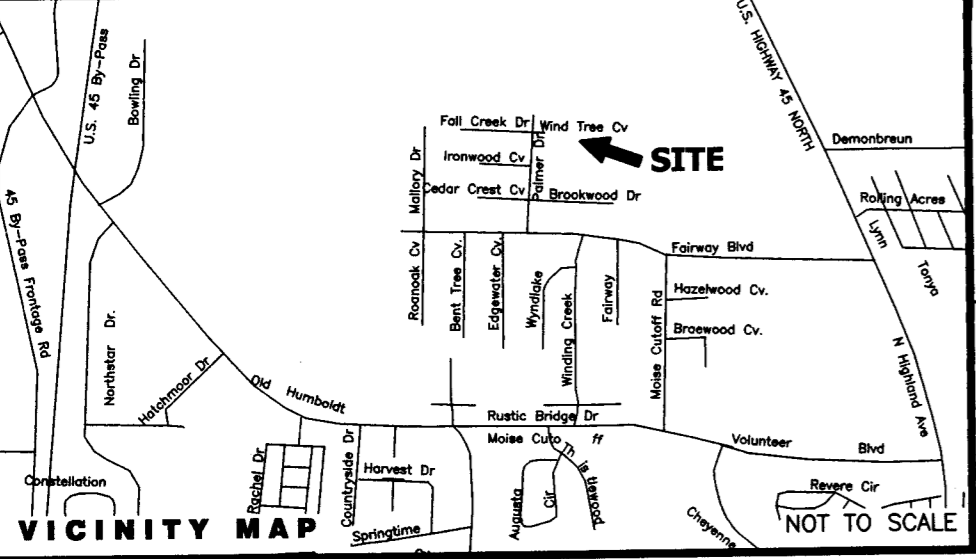 U.S. HIGHWAY 45 NORTH
U.S. 45 By-Pass
Bowling Dr
Fall Creek Dr
Wind Tree Cv
Demonbreun
Ironwood Cv
SITE
Mallory Dr
Palmer Dr
Cedar Crest Cv
Brookwood Dr
Rolling Acres
45 By-Pass Frontage Rd
Lynn
Tonya
Fairway Blvd
Roanoak Cv
Bent Tree Cv.
Edgewater Cv.
Wyndlake
Winding Creek
Fairway
Moise Cutoff Rd
Hazelwood Cv.
Braewood Cv.
Northstar Dr.
Hatchmoor Dr
N Highland Ave
Old Humboldt
Rustic Bridge Dr
Moise Cuto ff
Volunteer Blvd
Rachel Dr
Countryside Dr
Harvest Dr
Augusta Cir
Constellation
Revere Cir
Springtime
Cheyenne
VICINITY MAP
NOT TO SCALE